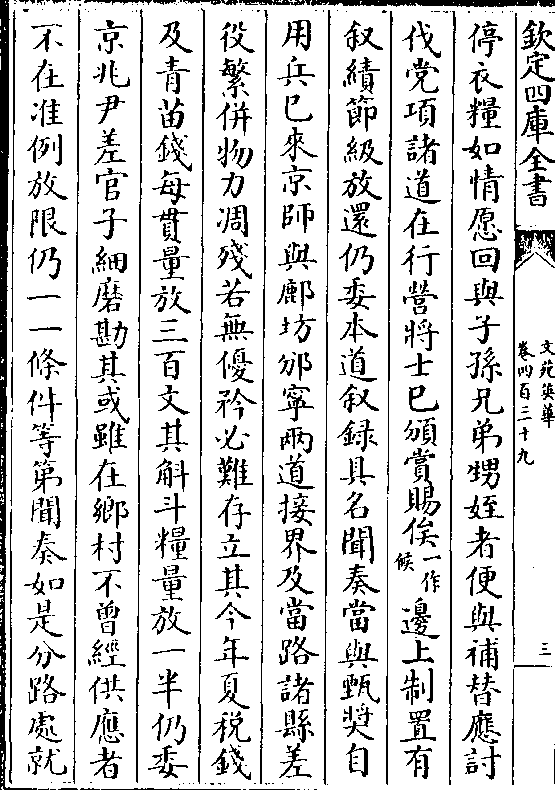 欽定四庫全書
文苑英華
卷四百三十九
三
停衣糧如情愿回與子孫兄弟甥姪者便與補替應討
伐党項諸道在行營將士已頒賞賜俟一作候邊上制置有
叙績節級放還仍委本道叙録具名聞奏當與甄奬自
用兵已來京師與鄜坊邠寧兩道接界及當路諸縣差
役繁併物力凋殘若無優矜必難存立其今年夏税錢
及青苗錢每貫量放三百文其斛斗糧量放一半仍委
京兆尹差官子細磨勘其或雖在鄉村不曾經供應者
不在准例放限仍一一條件等第聞奏如是分路處就